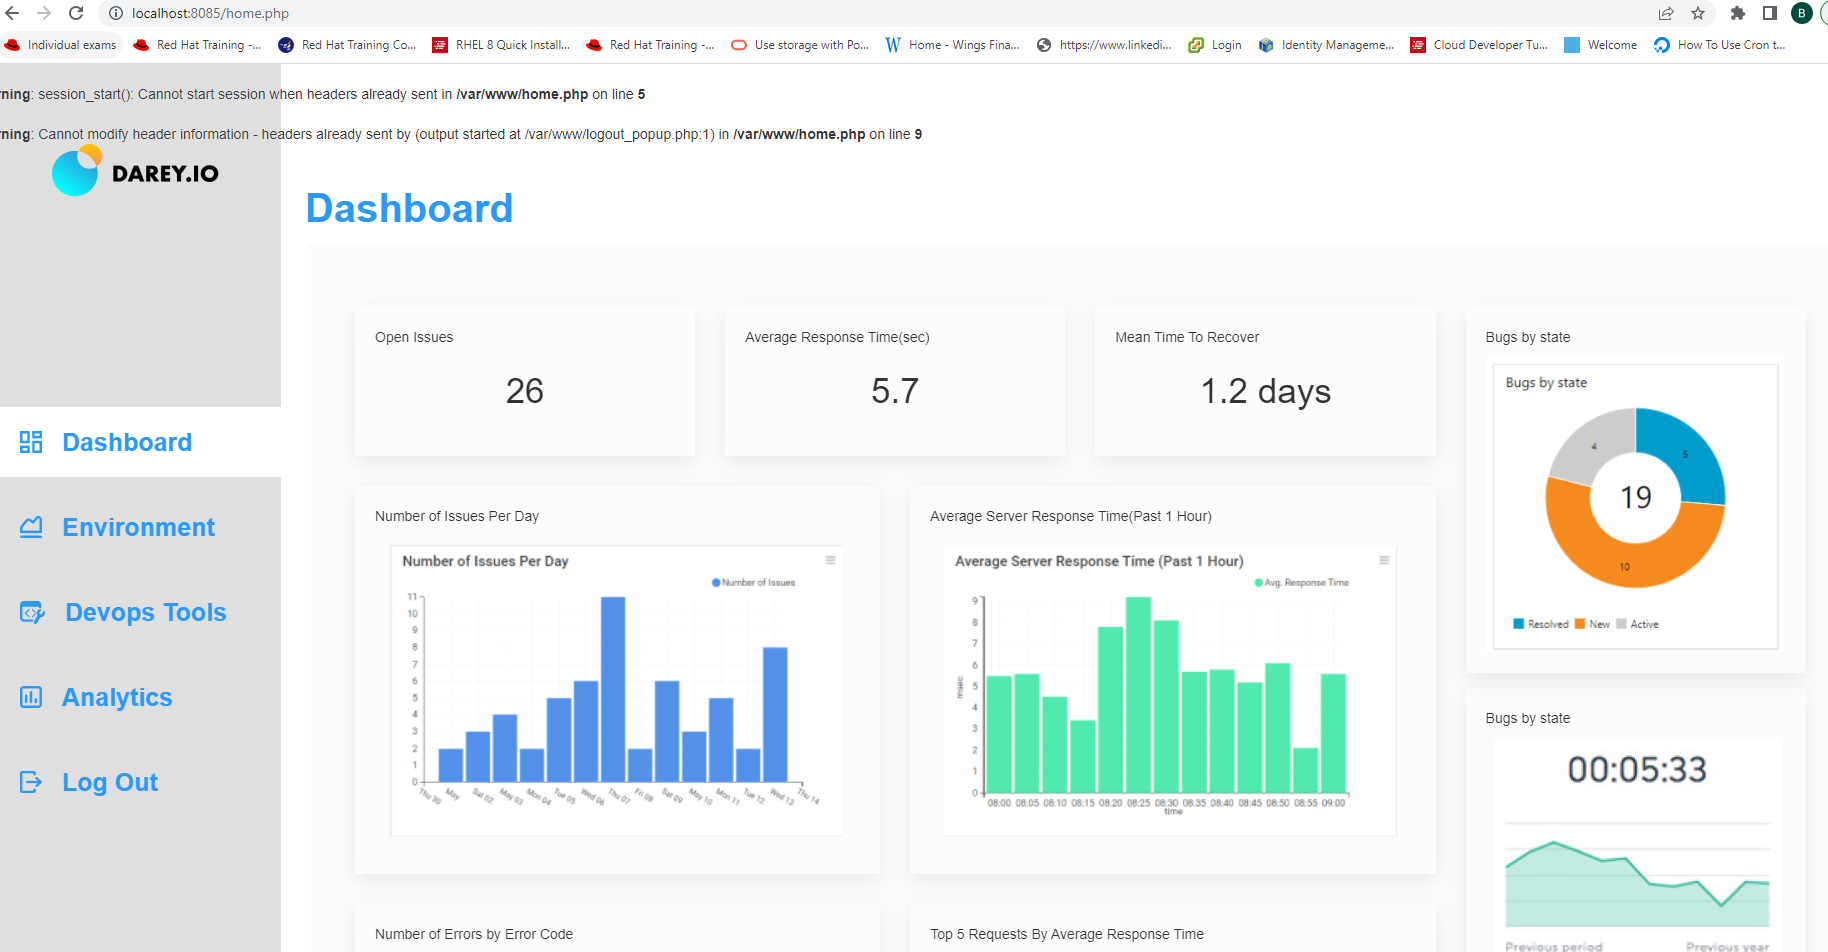 localhost:8085/home.php
B
Individual exams
Red Hat Training -...
Red Hat Training Co...
RHEL 8 Quick Install...
Red Hat Training -...
Use storage with Po...
Home - Wings Fina...
https://www.linkedi...
Login
Identity Manageme...
Cloud Developer Tu...
Welcome
How To Use Cron t...
rning: session_start(): Cannot start session when headers already sent in /var/www/home.php on line 5
rning: Cannot modify header information - headers already sent by (output started at /var/www/logout_popup.php:1) in /var/www/home.php on line 9
DAREY.IO
Dashboard
Environment
Devops Tools
Analytics
Log Out
Dashboard
Open Issues
26
Average Response Time(sec)
5.7
Mean Time To Recover
1.2 days
Bugs by state
Bugs by state
4
5
19
10
Resolved New Active
Number of Issues Per Day
Number of Issues Per Day
Number of Issues
11
10
9
8
7
6
5
4
3
2
1
0
Thu 30 May Sat 02 May 03 Mon 04 Tue 05 Wed 06 Thu 07 Fri 08 Sat 09 May 10 Mon 11 Tue 12 Wed 13 Thu 14
Average Server Response Time(Past 1 Hour)
Average Server Response Time (Past 1 Hour)
Avg. Response Time
9
8
7
6
5
4
3
2
1
0
msec
08:00 08:05 08:10 08:15 08:20 08:25 08:30 08:35 08:40 08:45 08:50 08:55 09:00
time
Bugs by state
00:05:33
Previous period Previous year
Number of Errors by Error Code
Top 5 Requests By Average Response Time